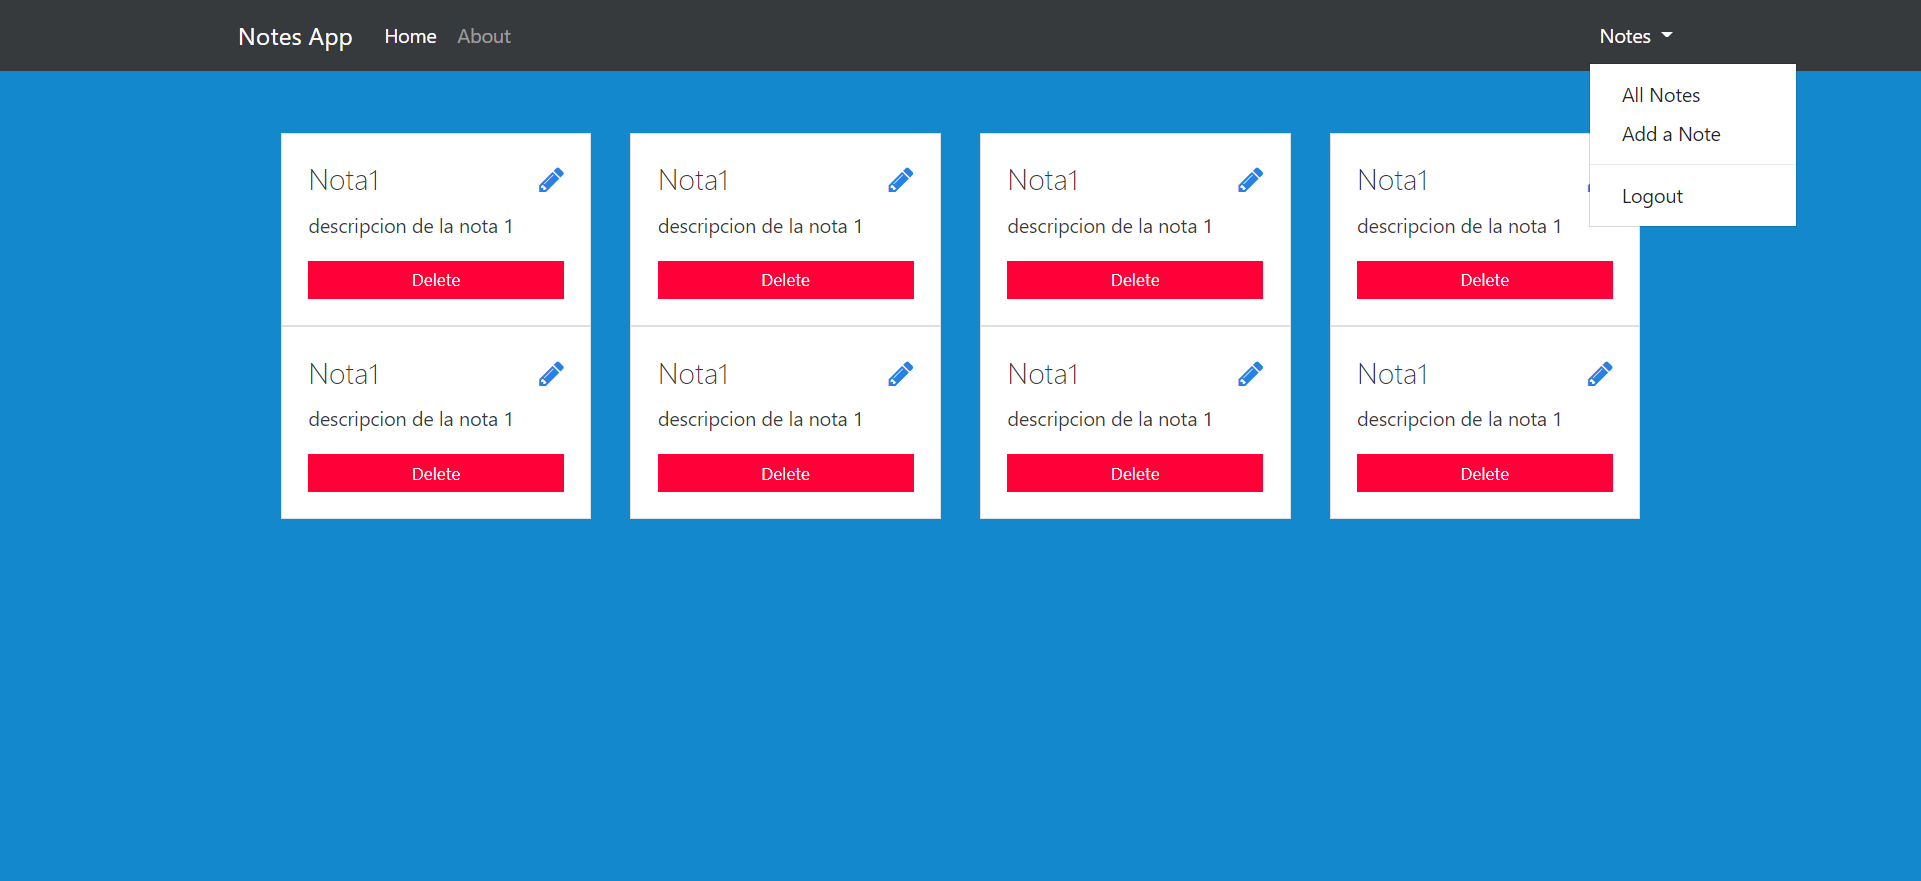 Notes App Home About Notes
All Notes
Add a Note
Logout
Nota1 Nota1 Nota1 Nota1
descripcion de la nota 1 descripcion de la nota 1 descripcion de la nota 1 descripcion de la nota 1
Delete Delete Delete Delete
Nota1 Nota1 Nota1 Nota1
descripcion de la nota 1 descripcion de la nota 1 descripcion de la nota 1 descripcion de la nota 1
Delete Delete Delete Delete